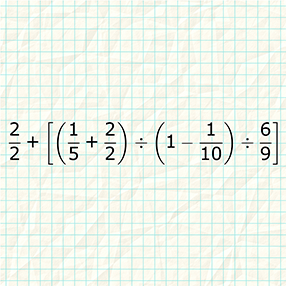 2/2 + [(1/5 + 2/2) ÷ (1 − 1/10) ÷ 6/9]